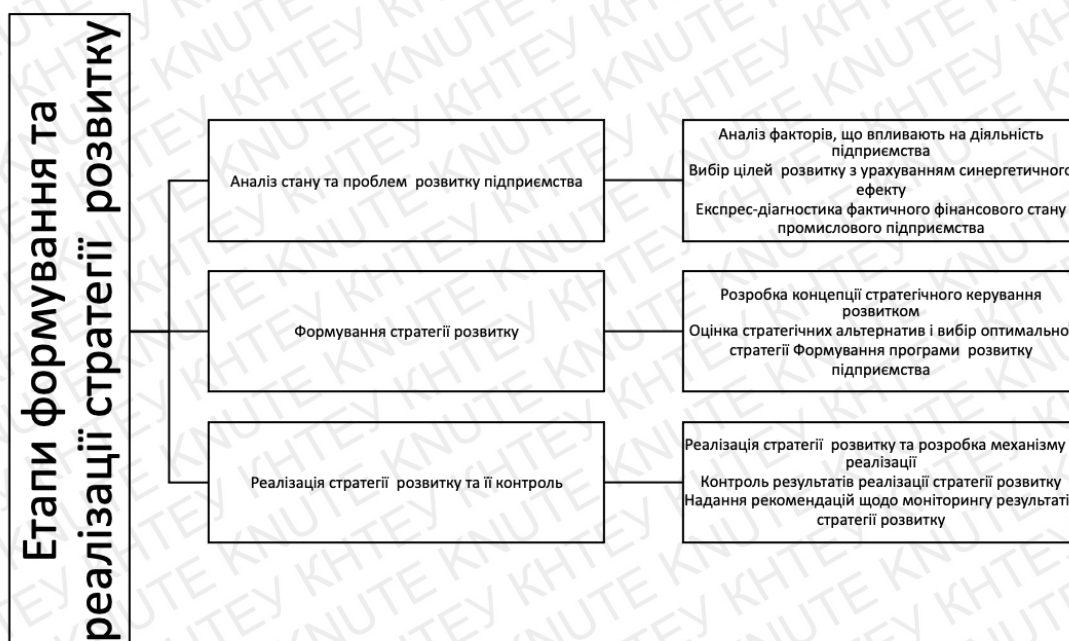 Етапи формування та
реалізації стратегії розвитку
Аналіз стану та проблем розвитку підприємства
Аналіз факторів, що впливають на діяльність
підприємства
Вибір цілей розвитку з урахуванням синергетичного
ефекту
Експрес-діагностика фактичного фінансового стану
промислового підприємства
Формування стратегії розвитку
Розробка концепції стратегічного керування
розвитком
Оцінка стратегічних альтернатив і вибір оптимально
стратегії Формування програми розвитку
підприємства
Реалізація стратегії розвитку та її контроль
Реалізація стратегії розвитку та розробка механізму
реалізації
Контроль результатів реалізації стратегії розвитку
Надання рекомендацій щодо моніторингу результаті
стратегії розвитку
KNUTE КНТЕУ